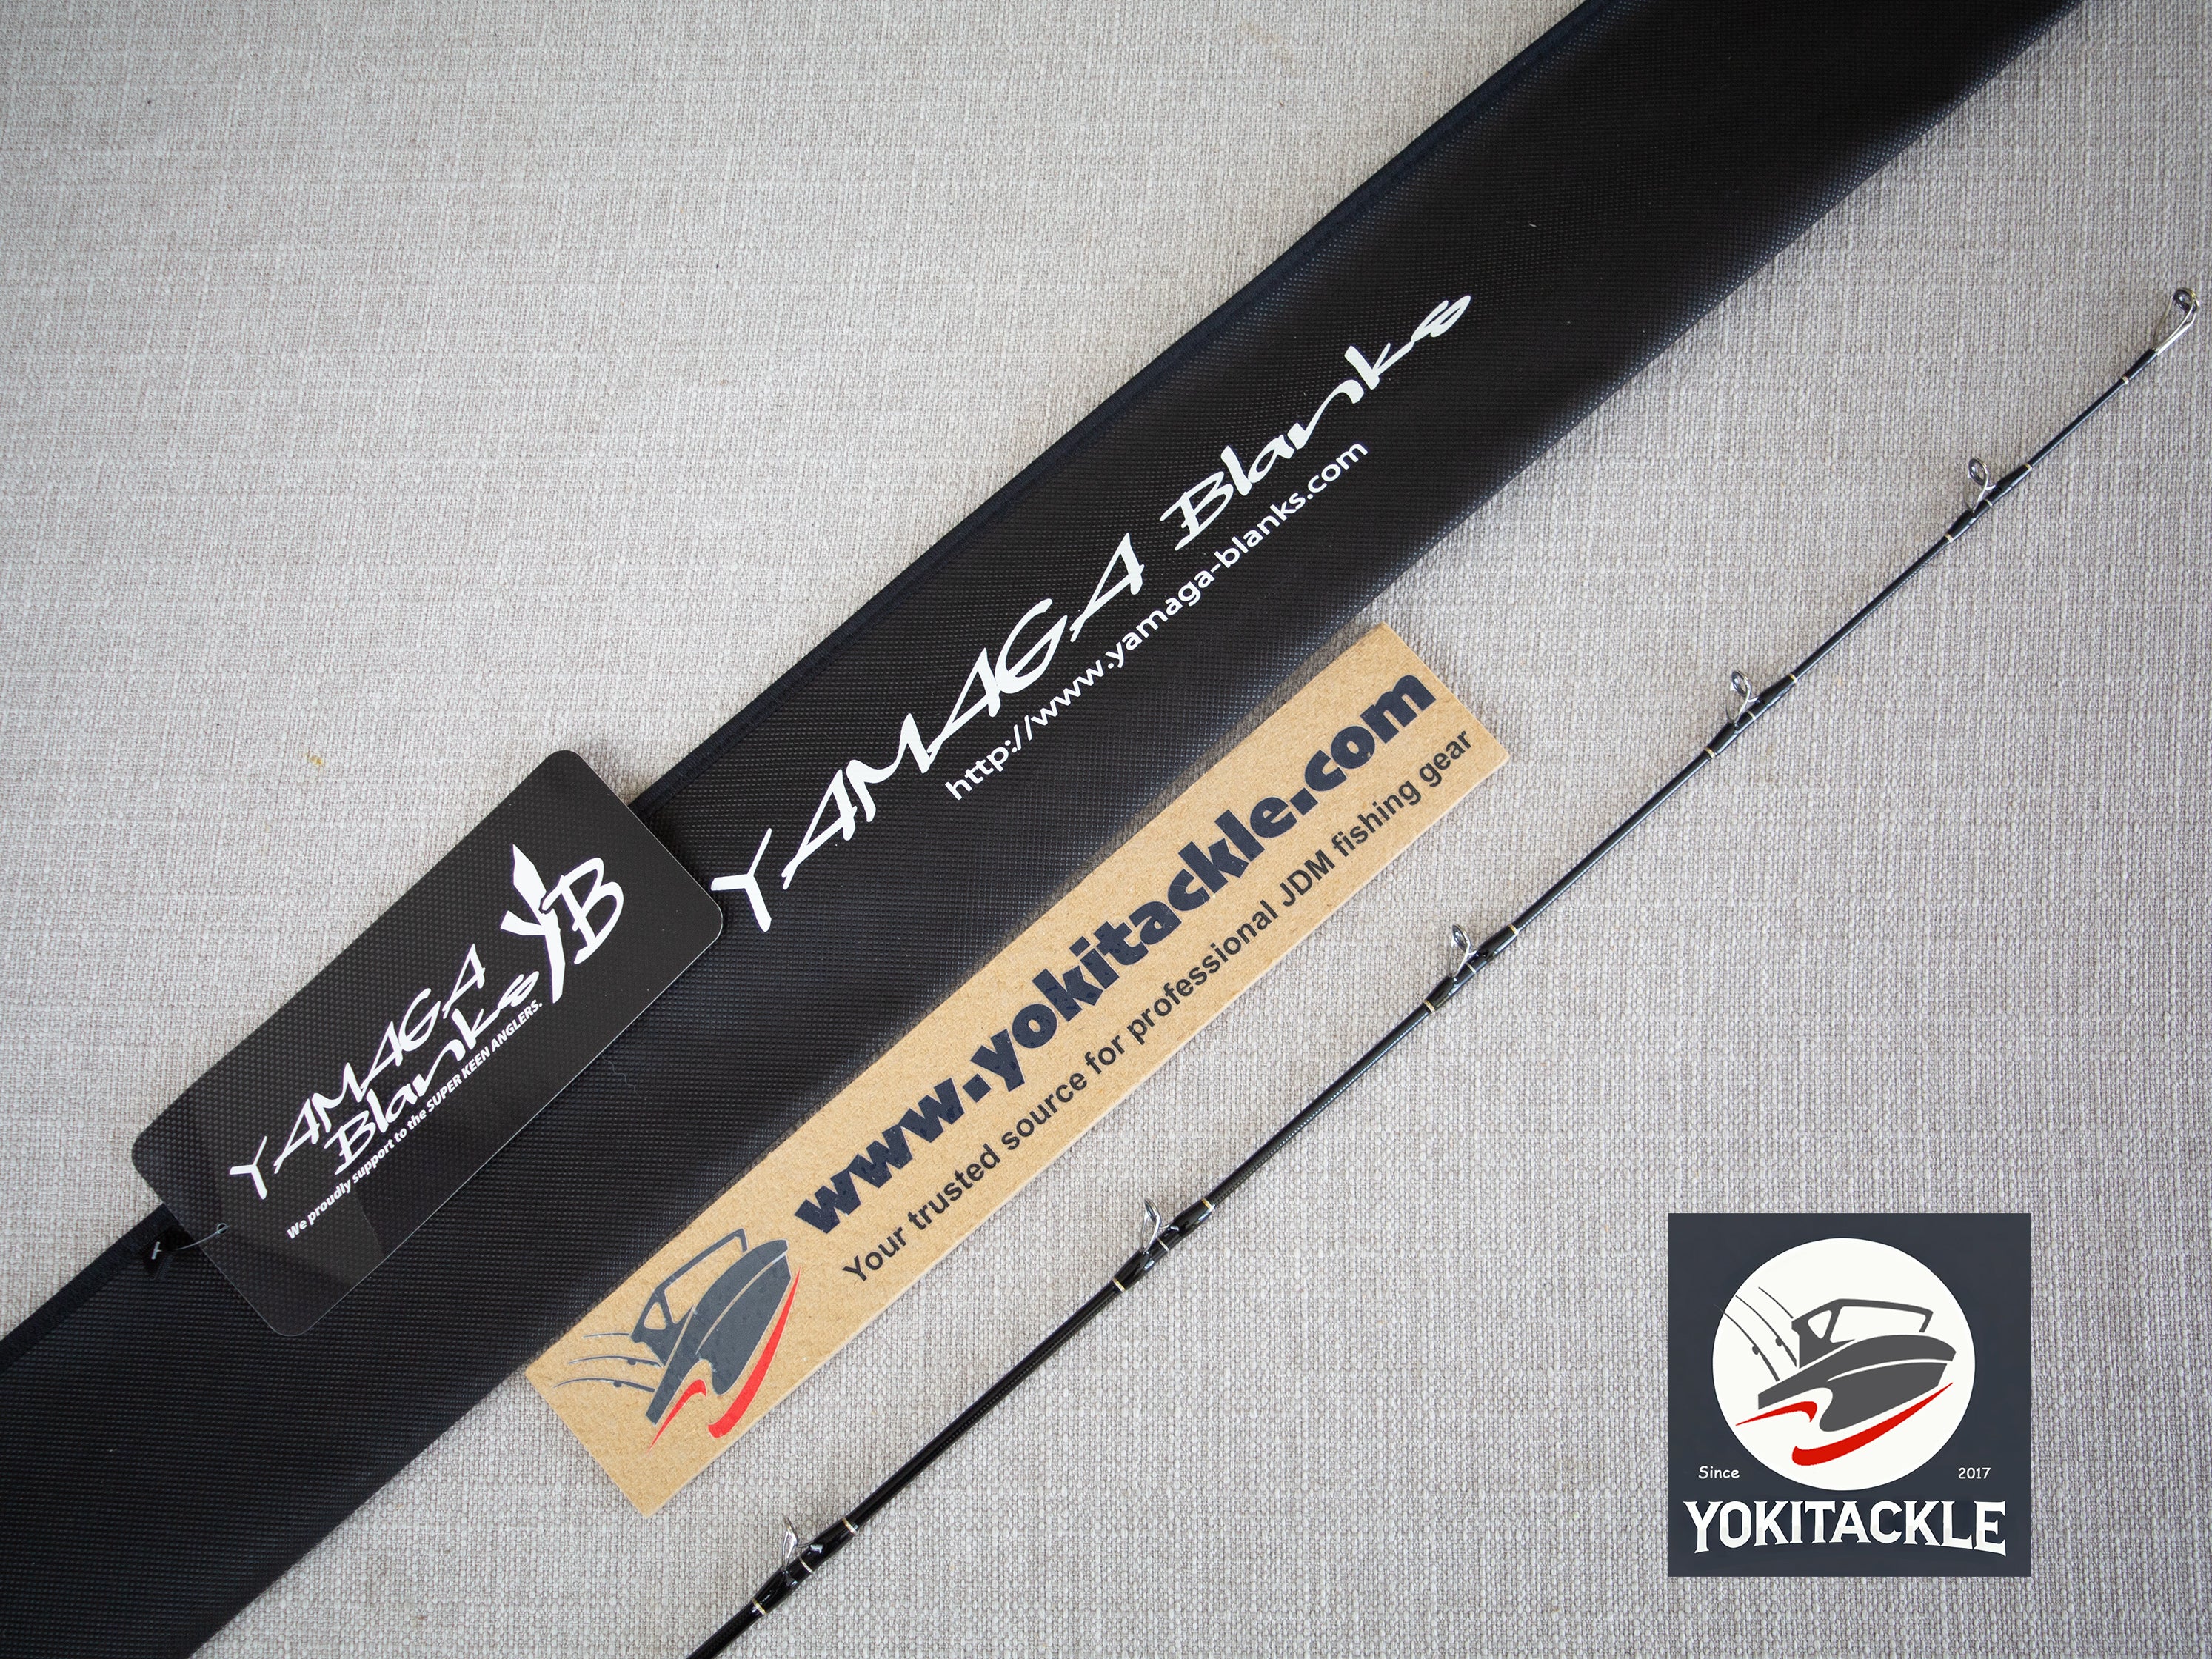 YAMAGA Blanks
http://www.yamaga-blanks.com
YB
YAMAGA
Blanks
We proudly support to the SUPER KEEN ANGLERS.
www.yokitackle.com
Your trusted source for professional JDM fishing gear
Since 2017
YOKITACKLE